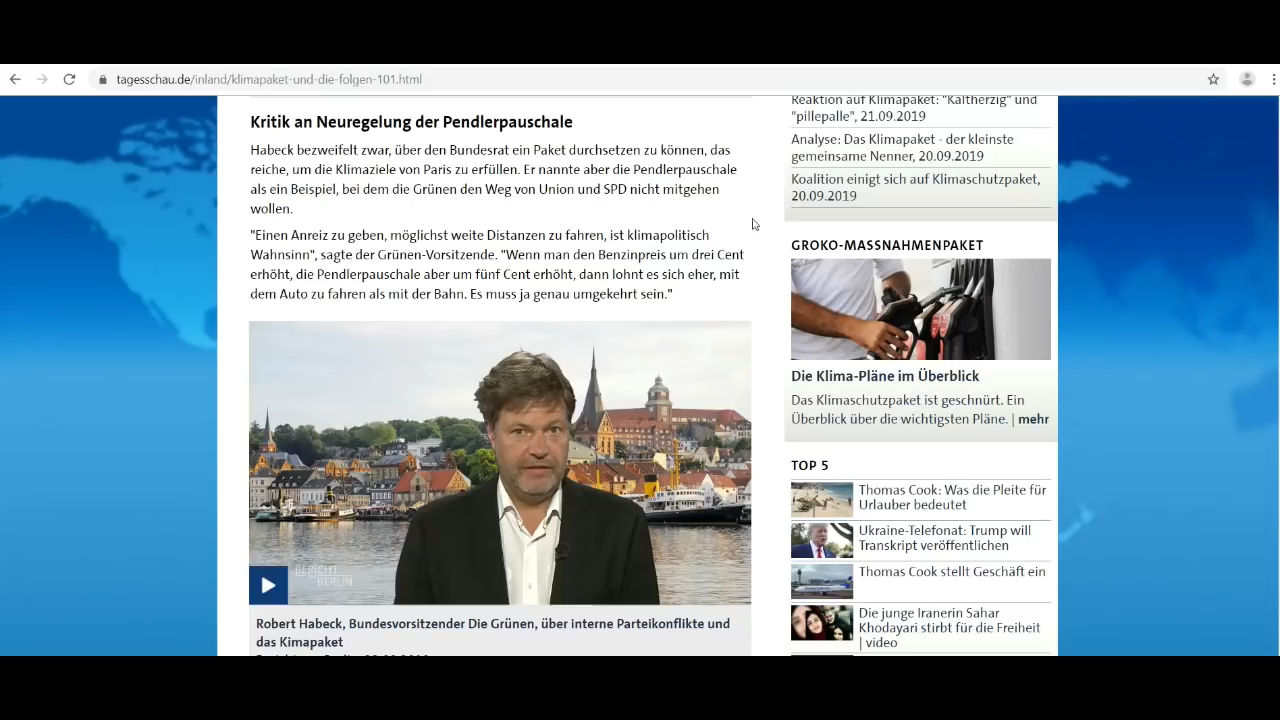 tagesschau.de/inland/klimapaket-und-die-folgen-101.html
Kritik an Neuregelung der Pendlerpauschale
Habeck bezweifelt zwar, über den Bundesrat ein Paket durchsetzen zu können, das
reiche, um die Klimaziele von Paris zu erfüllen. Er nannte aber die Pendlerpauschale
als ein Beispiel, bei dem die Grünen den Weg von Union und SPD nicht mitgehen
wollen.
"Einen Anreiz zu geben, möglichst weite Distanzen zu fahren, ist klimapolitisch
Wahnsinn", sagte der Grünen-Vorsitzende. "Wenn man den Benzinpreis um drei Cent
erhöht, die Pendlerpauschale aber um fünf Cent erhöht, dann lohnt es sich eher, mit
dem Auto zu fahren als mit der Bahn. Es muss ja genau umgekehrt sein."
BERICHT
BERLIN
Robert Habeck, Bundesvorsitzender Die Grünen, über interne Parteikonflikte und
das Kimapaket
Reaktion auf Klimapaket: "Kaltherzig" und
"pillepalle", 21.09.2019
Analyse: Das Klimapaket - der kleinste
gemeinsame Nenner, 20.09.2019
Koalition einigt sich auf Klimaschutzpaket,
20.09.2019
GROKO-MASSNAHMENPAKET
Die Klima-Pläne im Überblick
Das Klimaschutzpaket ist geschnürt. Ein
Überblick über die wichtigsten Pläne. | mehr
TOP 5
Thomas Cook: Was die Pleite für
Urlauber bedeutet
Ukraine-Telefonat: Trump will
Transkript veröffentlichen
Thomas Cook stellt Geschäft ein
Die junge Iranerin Sahar
Khodayari stirbt für die Freiheit
| video